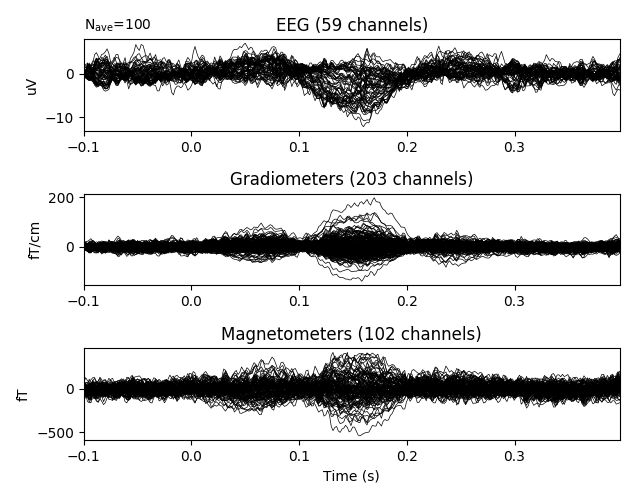 Nave=100
EEG (59 channels)
0
−10
uV
−0.1 0.0 0.1 0.2 0.3
Gradiometers (203 channels)
200
0
fT/cm
−0.1 0.0 0.1 0.2 0.3
Magnetometers (102 channels)
0
−500
fT
−0.1 0.0 0.1 0.2 0.3
Time (s)